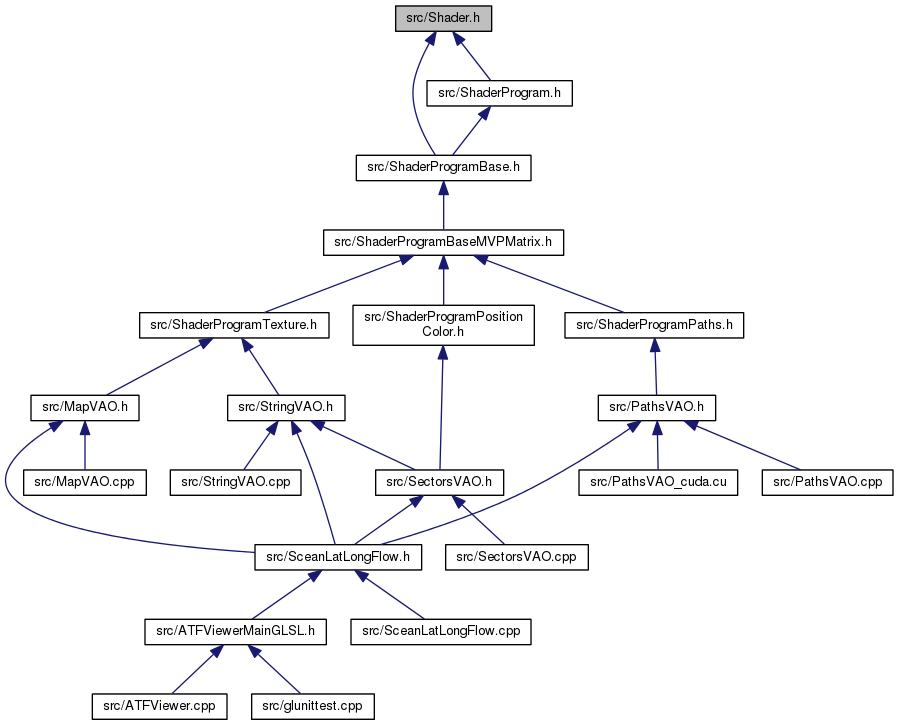 src/Shader.h
src/ShaderProgram.h
src/ShaderProgramBase.h
src/ShaderProgramBaseMVPMatrix.h
src/ShaderProgramTexture.h
src/ShaderProgramPosition
Color.h
src/ShaderProgramPaths.h
src/MapVAO.h
src/StringVAO.h
src/PathsVAO.h
src/MapVAO.cpp
src/StringVAO.cpp
src/SectorsVAO.h
src/PathsVAO_cuda.cu
src/PathsVAO.cpp
src/SceanLatLongFlow.h
src/SectorsVAO.cpp
src/ATFViewerMainGLSL.h
src/SceanLatLongFlow.cpp
src/ATFViewer.cpp
src/glunittest.cpp